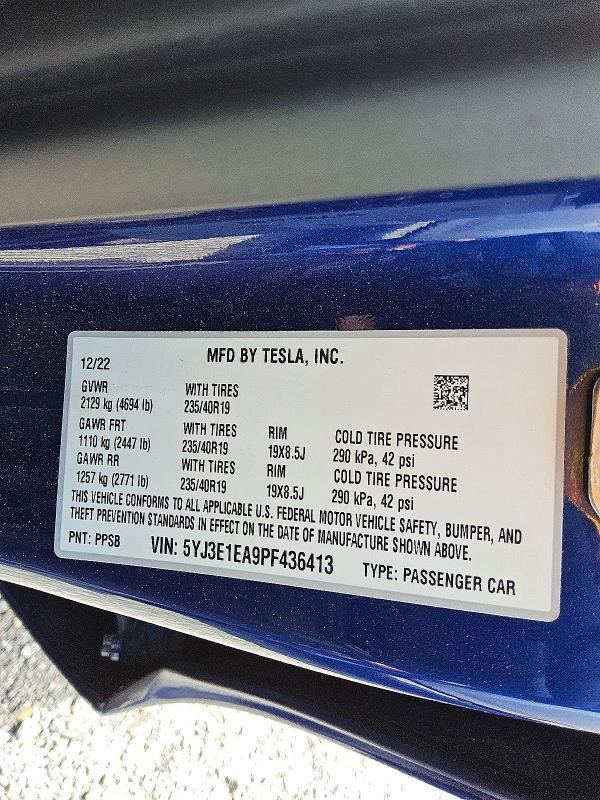 MFD BY TESLA, INC.
12/22
GVWR WITH TIRES
2129 kg (4694 lb) 235/40R19
GAWR FRT WITH TIRES RIM COLD TIRE PRESSURE
1110 kg (2447 lb) 235/40R19 19X8.5J 290 kPa, 42 psi
GAWR RR WITH TIRES RIM COLD TIRE PRESSURE
1257 kg (2771 lb) 235/40R19 19X8.5J 290 kPa, 42 psi
THIS VEHICLE CONFORMS TO ALL APPLICABLE U.S. FEDERAL MOTOR VEHICLE SAFETY, BUMPER, AND
THEFT PREVENTION STANDARDS IN EFFECT ON THE DATE OF MANUFACTURE SHOWN ABOVE.
PNT: PPSB VIN: 5YJ3E1EA9PF436413 TYPE: PASSENGER CAR